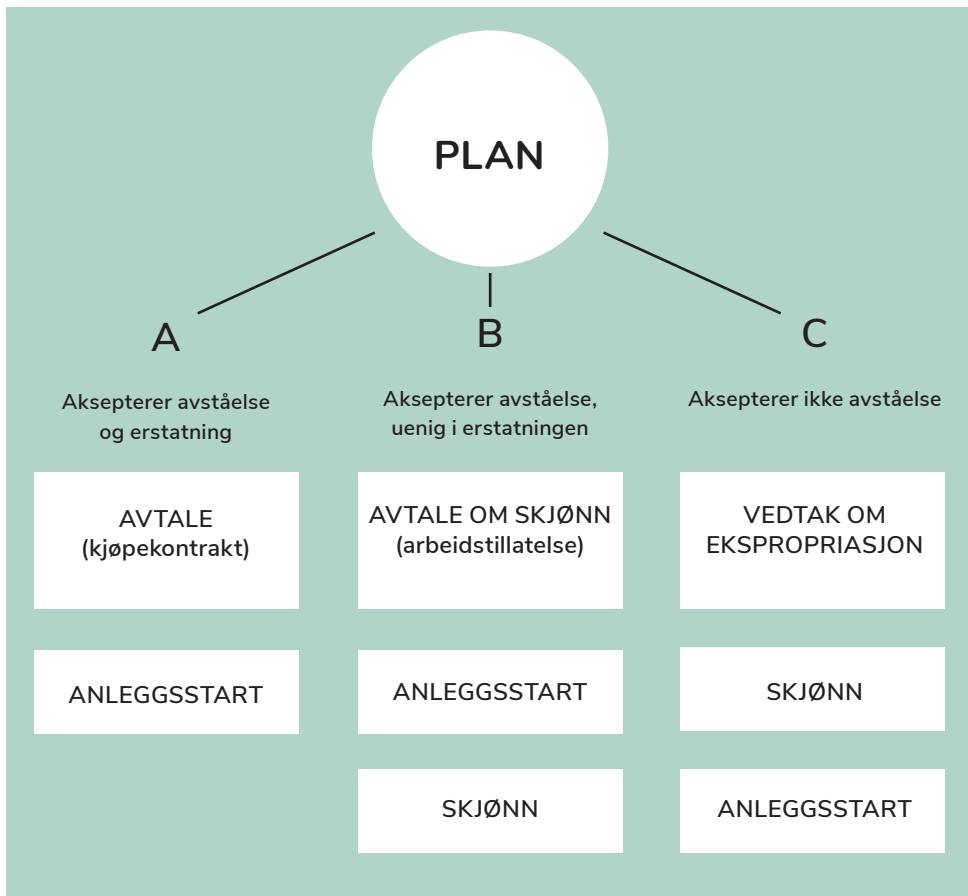 PLAN
A
Aksepterer avståelse
og erstatning
AVTALE
(kjøpekontrakt)
ANLEGGSSTART
B
Aksepterer avståelse,
uenig i erstatningen
AVTALE OM SKJØNN
(arbeidstillatelse)
ANLEGGSSTART
SKJØNN
C
Aksepterer ikke avståelse
VEDTAK OM
EKSPROPRIASJON
SKJØNN
ANLEGGSSTART